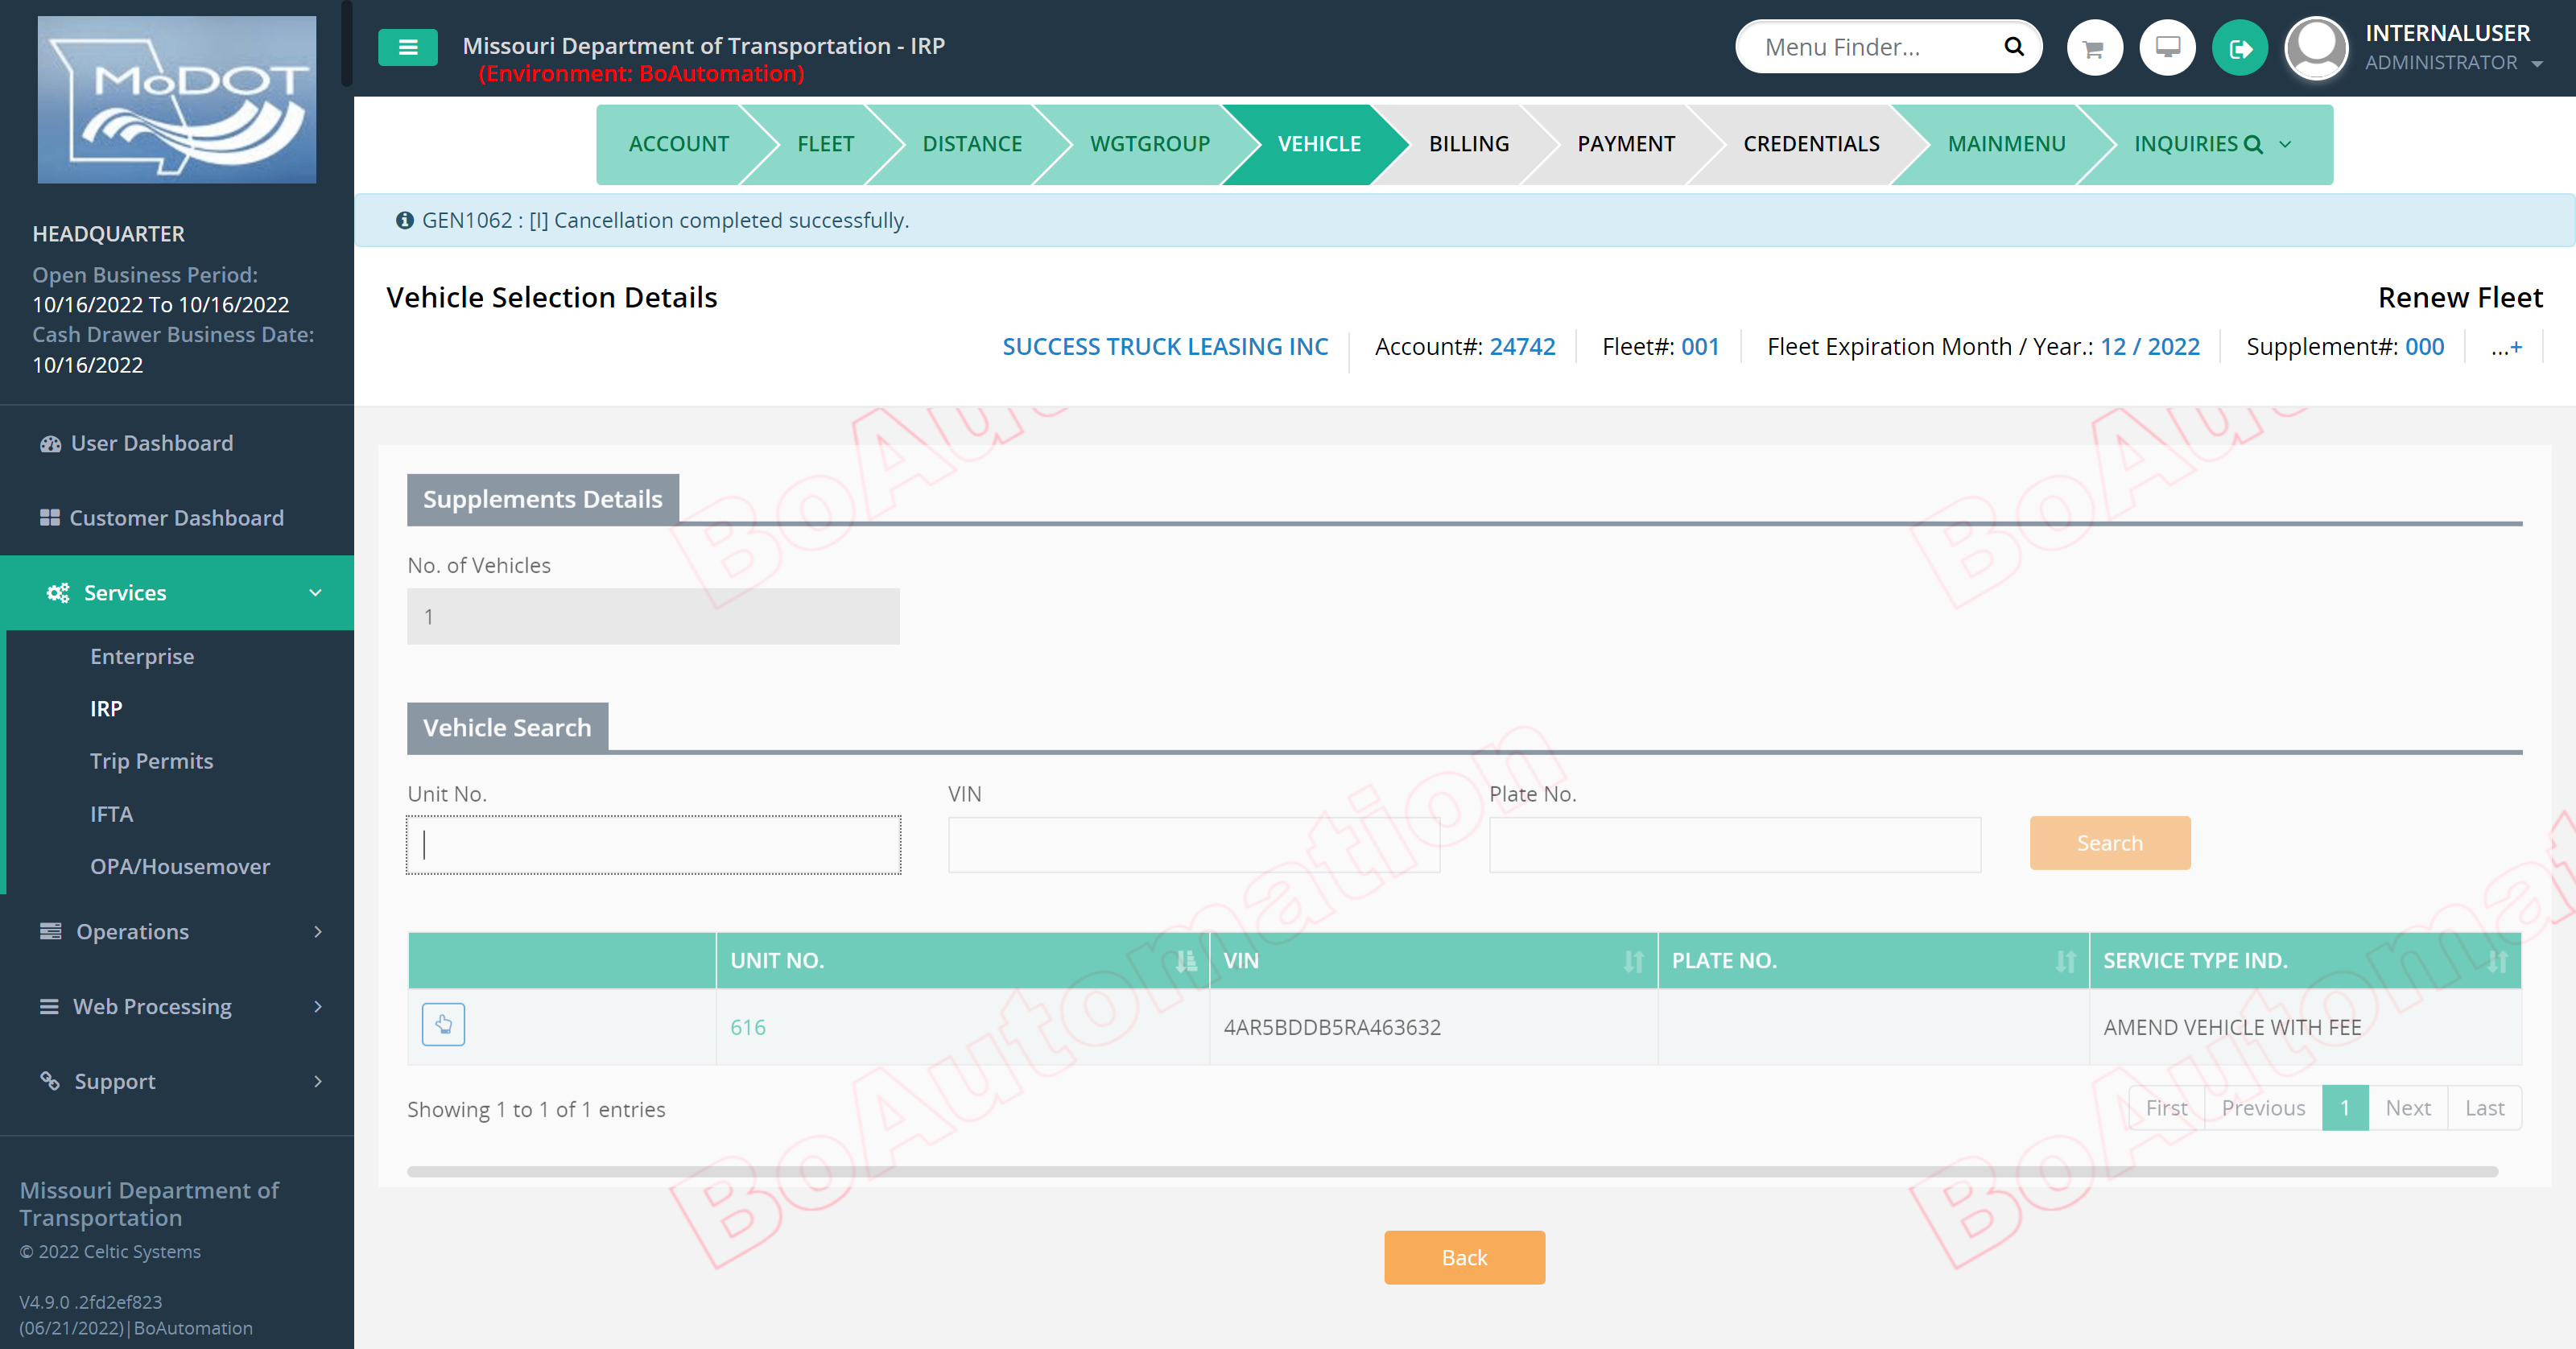 MoDOT
Missouri Department of Transportation - IRP
(Environment: BoAutomation)
Menu Finder...
INTERNALUSER
ADMINISTRATOR
HEADQUARTER
Open Business Period:
10/16/2022 To 10/16/2022
Cash Drawer Business Date:
10/16/2022
User Dashboard
Customer Dashboard
Services
Enterprise
IRP
Trip Permits
IFTA
OPA/Housemover
Operations
Web Processing
Support
Missouri Department of
Transportation
© 2022 Celtic Systems
V4.9.0 .2fd2ef823
(06/21/2022)|BoAutomation
ACCOUNT FLEET DISTANCE WGTGROUP VEHICLE BILLING PAYMENT CREDENTIALS MAINMENU INQUIRIES
GEN1062 : [I] Cancellation completed successfully.
Vehicle Selection Details
Renew Fleet
SUCCESS TRUCK LEASING INC Account#: 24742 Fleet#: 001 Fleet Expiration Month / Year.: 12 / 2022 Supplement#: 000 ...+
Supplements Details
No. of Vehicles
1
Vehicle Search
Unit No. VIN Plate No.
Search
UNIT NO. VIN PLATE NO. SERVICE TYPE IND.
616 4AR5BDDB5RA463632 AMEND VEHICLE WITH FEE
Showing 1 to 1 of 1 entries
First Previous 1 Next Last
Back
BoAutomation